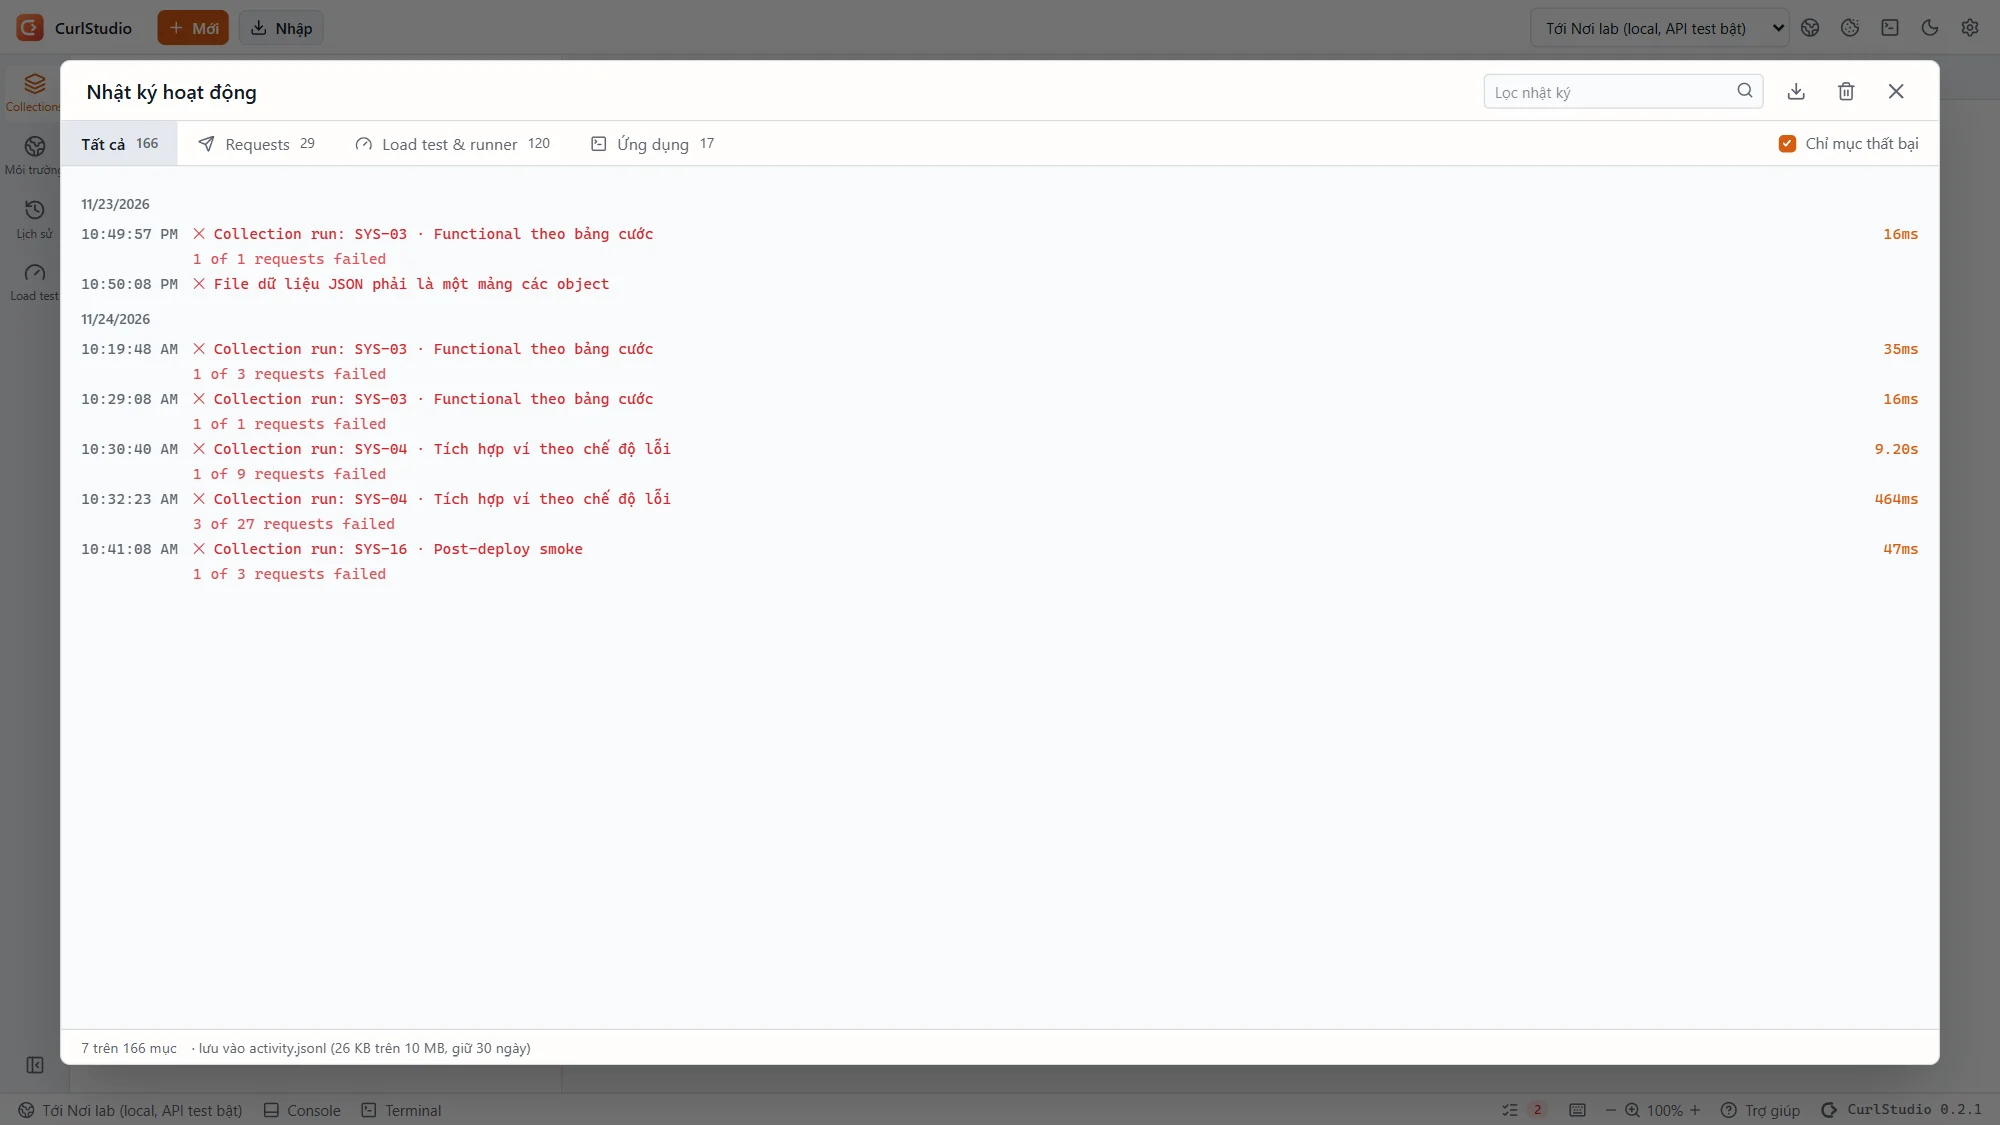 CurlStudio
Mới
Nhập
Tới Nơi lab (local, API test bật)
Collections
Môi trường
Lịch sử
Load test
Nhật ký hoạt động
Lọc nhật ký
Tất cả 166
Requests 29
Load test & runner 120
Ứng dụng 17
Chỉ mục thất bại
11/23/2026
10:49:57 PM Collection run: SYS-03 · Functional theo bảng cước 16ms
1 of 1 requests failed
10:50:08 PM File dữ liệu JSON phải là một mảng các object
11/24/2026
10:19:48 AM Collection run: SYS-03 · Functional theo bảng cước 35ms
1 of 3 requests failed
10:29:08 AM Collection run: SYS-03 · Functional theo bảng cước 16ms
1 of 1 requests failed
10:30:40 AM Collection run: SYS-04 · Tích hợp ví theo chế độ lỗi 9.20s
1 of 9 requests failed
10:32:23 AM Collection run: SYS-04 · Tích hợp ví theo chế độ lỗi 464ms
3 of 27 requests failed
10:41:08 AM Collection run: SYS-16 · Post-deploy smoke 47ms
1 of 3 requests failed
7 trên 166 mục · lưu vào activity.jsonl (26 KB trên 10 MB, giữ 30 ngày)
Tới Nơi lab (local, API test bật)
Console
Terminal
2
100%
Trợ giúp
CurlStudio 0.2.1